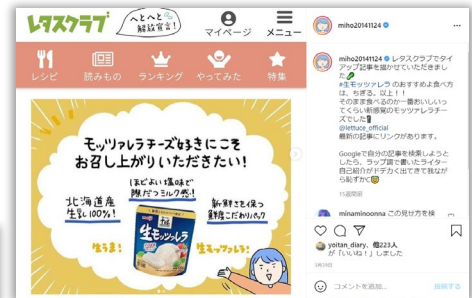 レタスクラブ
へとへと
解放宣言!
マイページ
メニュー
レシピ
読みもの
ランキング
やってみた
特集
モッツァレラチーズ好きにこそ
お召し上がりいただきたい!
ほどよい塩味で
際だつミルク感!
北海道産
生乳100%!
新鮮さを保つ
鮮度こだわりパック
生うま!
生モッツァレラ
生モッツァレラ!
miho20141124
miho20141124 レタスクラブでタイ
アップ記事を描かせていただきまし
た
#生モッツァレラ のおすすめよ食べ方
は、ちぎる。以上!!
そのまま食べるのが一番おいしいっ
てくらい新感覚のモッツァレラチー
ズでした
@lettuce_official
最新の記事にリンクがあります。
Googleで自分の記事を検索しようと
したら、ラップ調で書いたライター
自己紹介がドデカく出てきて我なが
ら恥ずかC
15週間前
minaminoonna この見せ方を検
yoitan_diary、他223人
が「いいね!」しました
コメントを追加...
投稿する